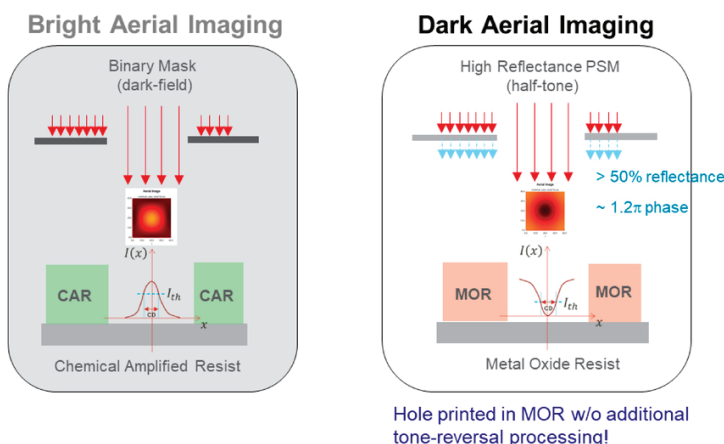 Bright Aerial Imaging
Binary Mask
(dark-field)
I(x)
CAR
CAR
I_th
CD
x
Chemical Amplified Resist
Dark Aerial Imaging
High Reflectance PSM
(half-tone)
> 50% reflectance
~ 1.2π phase
Aerial Image
I(x)
MOR
MOR
I_th
CD
x
Metal Oxide Resist
Hole printed in MOR w/o additional
tone-reversal processing!